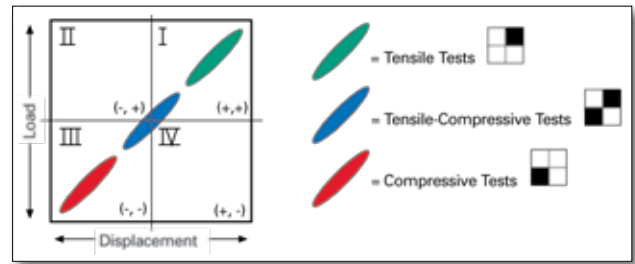 II
I
= Tensile Tests
(-, +)
(+,+)
Load
= Tensile-Compressive Tests
III
IV
= Compressive Tests
(-, -)
(+, -)
Displacement